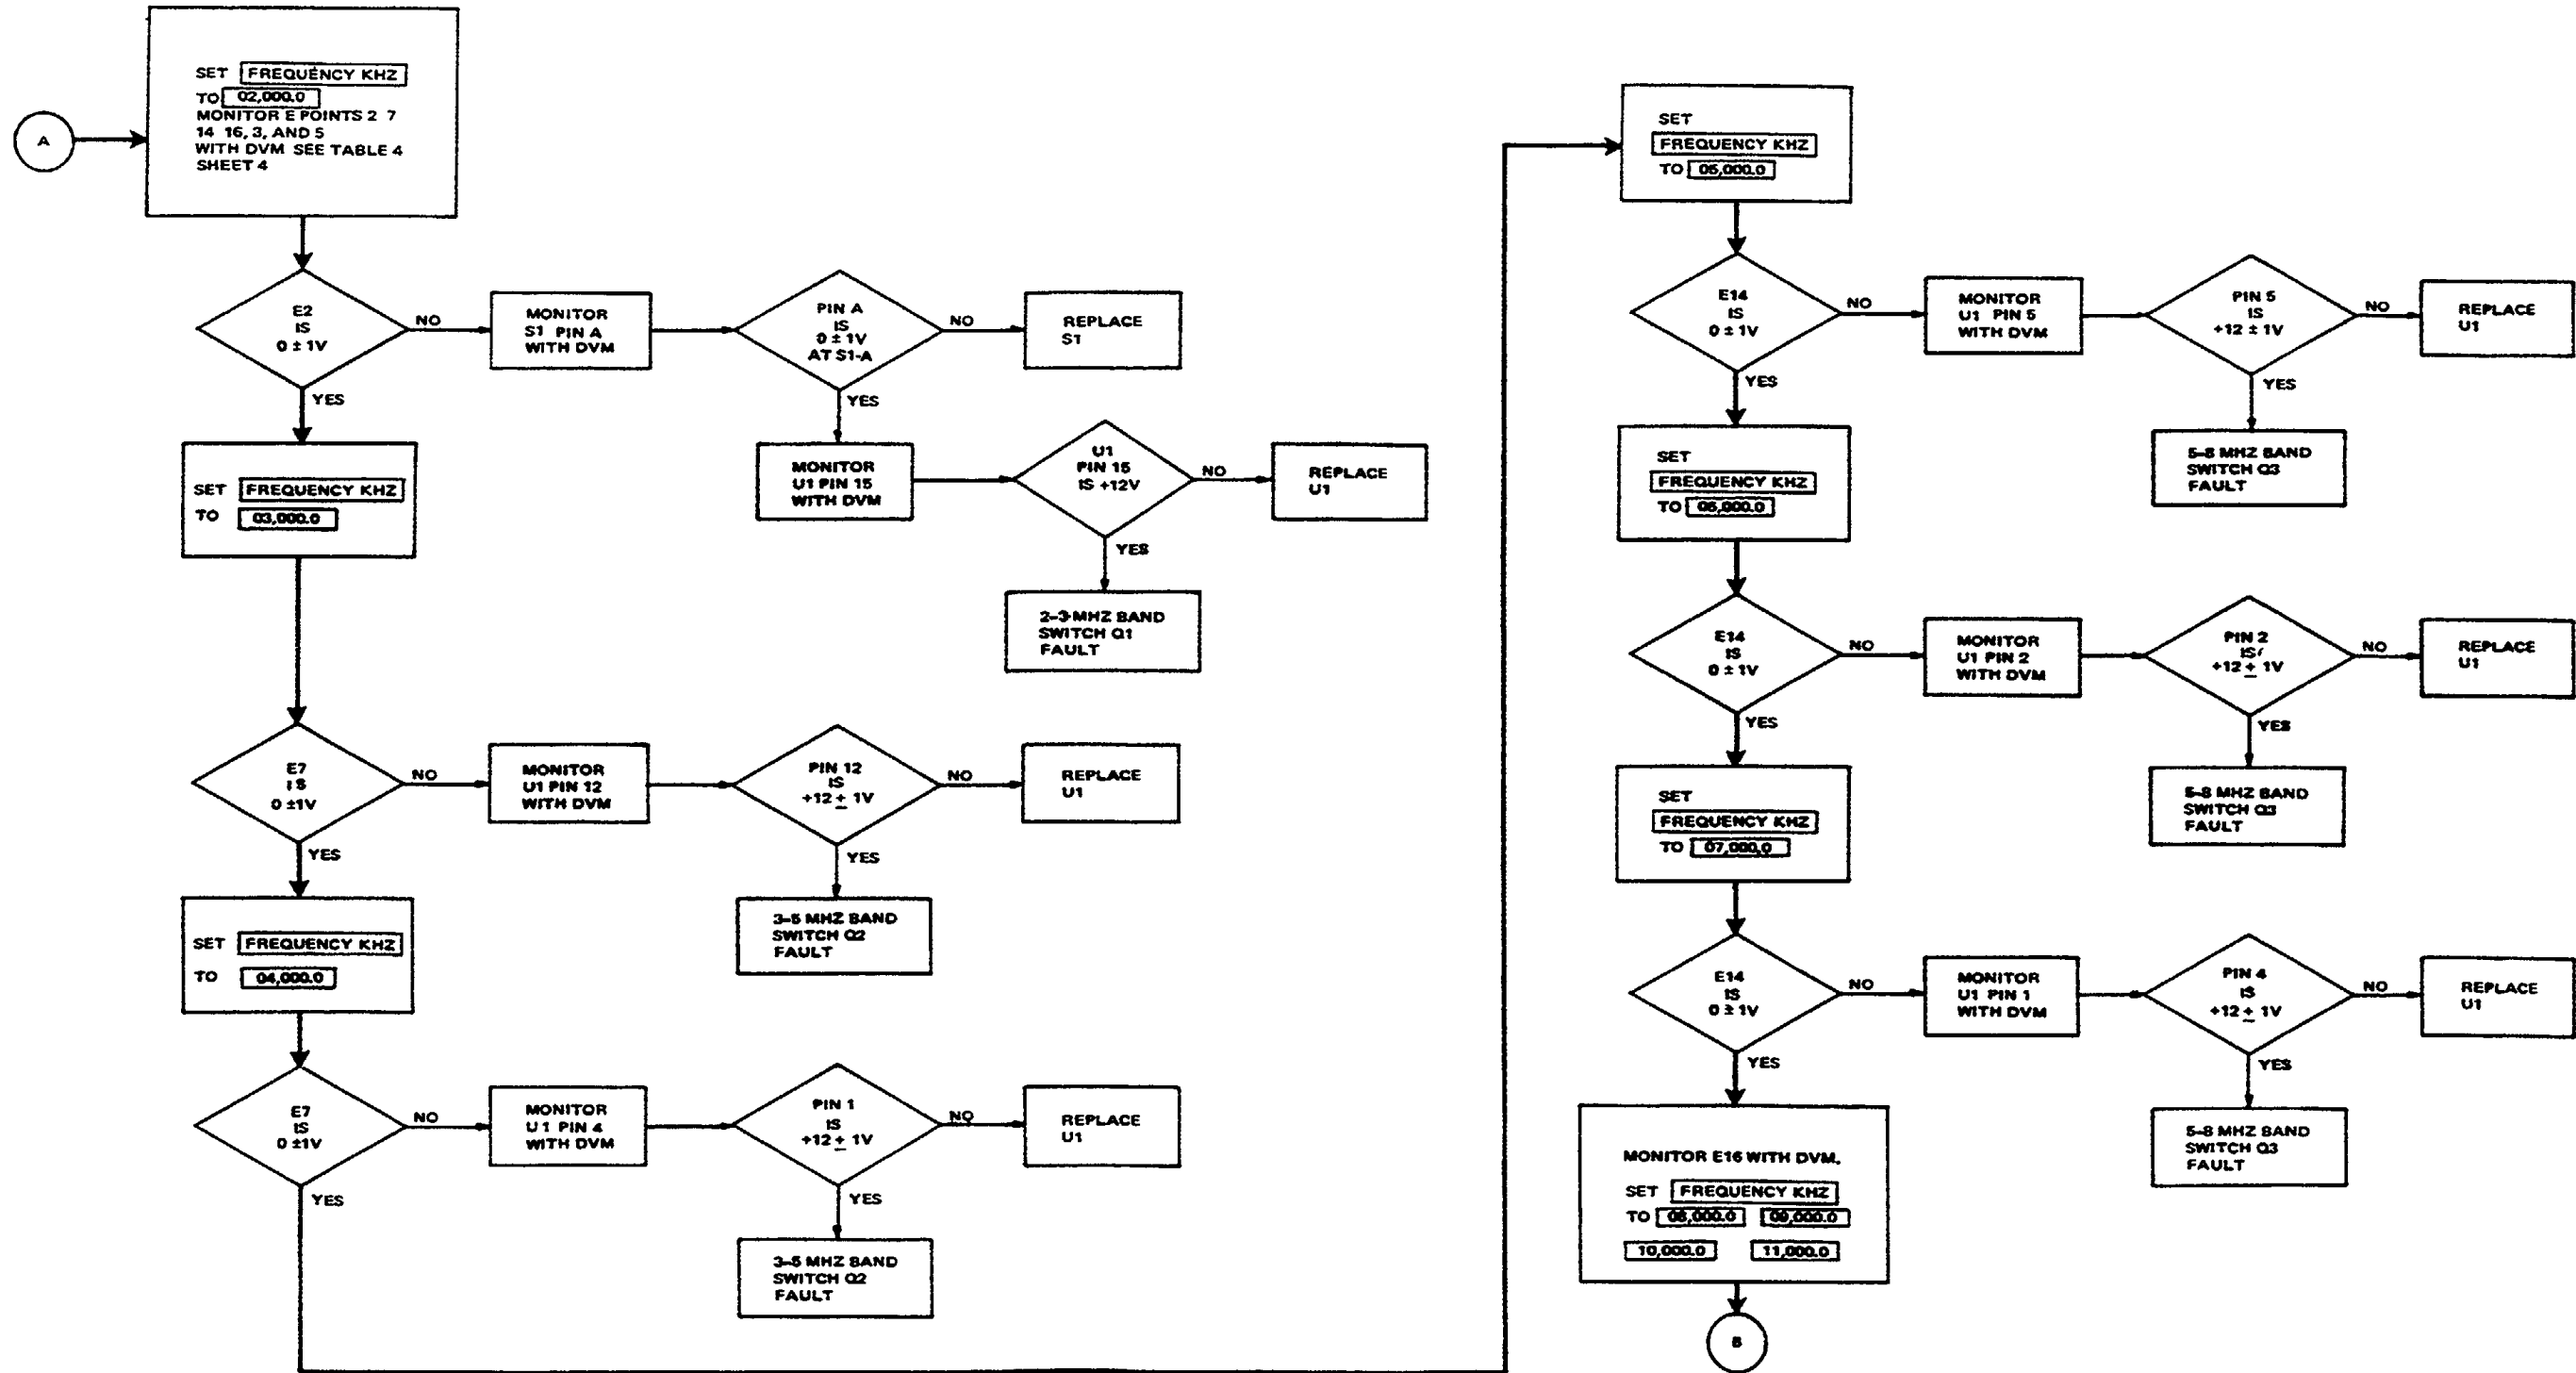 A
SET FREQUENCY KHZ
TO 02,000.0
MONITOR E POINTS 2 7
14 16, 3, AND 5
WITH DVM SEE TABLE 4
SHEET 4
E2
IS
0 ± 1V
NO
MONITOR
S1 PIN A
WITH DVM
PIN A
IS
0 ± 1V
AT S1-A
NO
REPLACE
S1
YES
YES
MONITOR
U1 PIN 15
WITH DVM
U1
PIN 15
IS +12V
NO
REPLACE
U1
YES
2-3-MHZ BAND
SWITCH Q1
FAULT
SET FREQUENCY KHZ
TO 03,000.0
E7
IS
0 ±1V
NO
MONITOR
U1 PIN 12
WITH DVM
PIN 12
IS
+12 ± 1V
NO
REPLACE
U1
YES
YES
3-5 MHZ BAND
SWITCH Q2
FAULT
SET FREQUENCY KHZ
TO 04,000.0
E7
IS
0 ±1V
NO
MONITOR
U1 PIN 4
WITH DVM
PIN 1
IS
+12 ± 1V
NO
REPLACE
U1
YES
YES
3-5 MHZ BAND
SWITCH Q2
FAULT
SET
FREQUENCY KHZ
TO 05,000.0
E14
IS
0 ± 1V
NO
MONITOR
U1 PIN 5
WITH DVM
PIN 5
IS
+12 ± 1V
NO
REPLACE
U1
YES
YES
5-8 MHZ BAND
SWITCH Q3
FAULT
SET
FREQUENCY KHZ
TO
E14
IS
0 ± 1V
NO
MONITOR
U1 PIN 2
WITH DVM
PIN 2
IS
+12 ± 1V
NO
REPLACE
U1
YES
YES
5-8 MHZ BAND
SWITCH Q3
FAULT
SET
FREQUENCY KHZ
TO 07,000.0
E14
IS
0 ± 1V
NO
MONITOR
U1 PIN 1
WITH DVM
PIN 4
IS
+12 ± 1V
NO
REPLACE
U1
YES
YES
5-8 MHZ BAND
SWITCH Q3
FAULT
MONITOR E16 WITH DVM.
SET FREQUENCY KHZ
TO 08,000.0 09,000.0
10,000.0 11,000.0
B